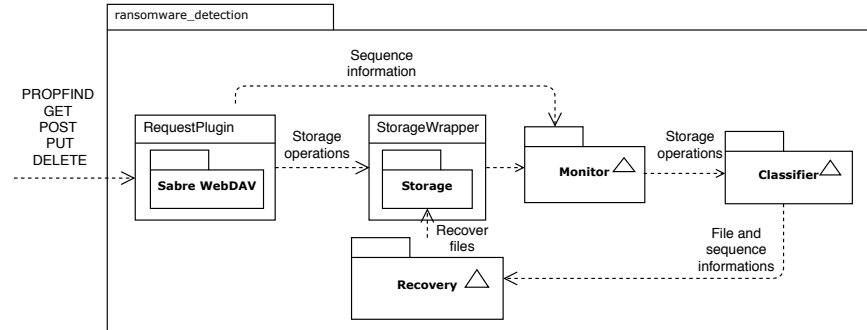 ransomware_detection
Sequence
information
PROPFIND
GET
POST
PUT
DELETE
RequestPlugin
Storage
operations
StorageWrapper
Storage
operations
Sabre WebDAV
Storage
Monitor
Classifier
Recover
files
File and
sequence
informations
Recovery